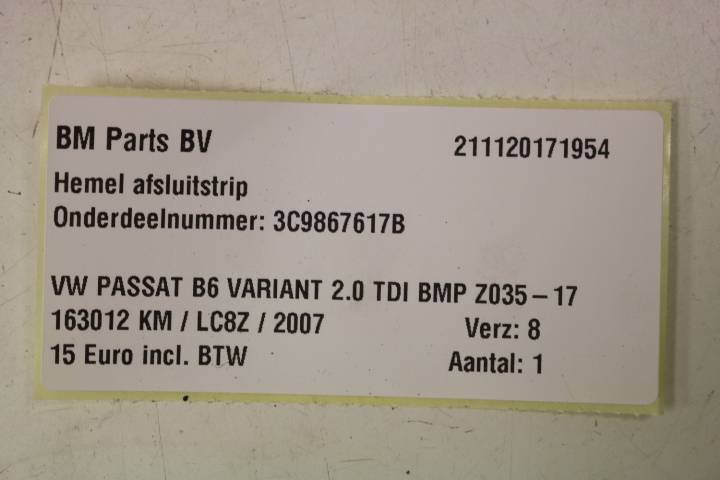 BM Parts BV 211120171954
Hemel afsluitstrip
Onderdeelnummer: 3C9867617B
VW PASSAT B6 VARIANT 2.0 TDI BMP Z035-17
163012 KM / LC8Z / 2007 Verz: 8
15 Euro incl. BTW Aantal: 1